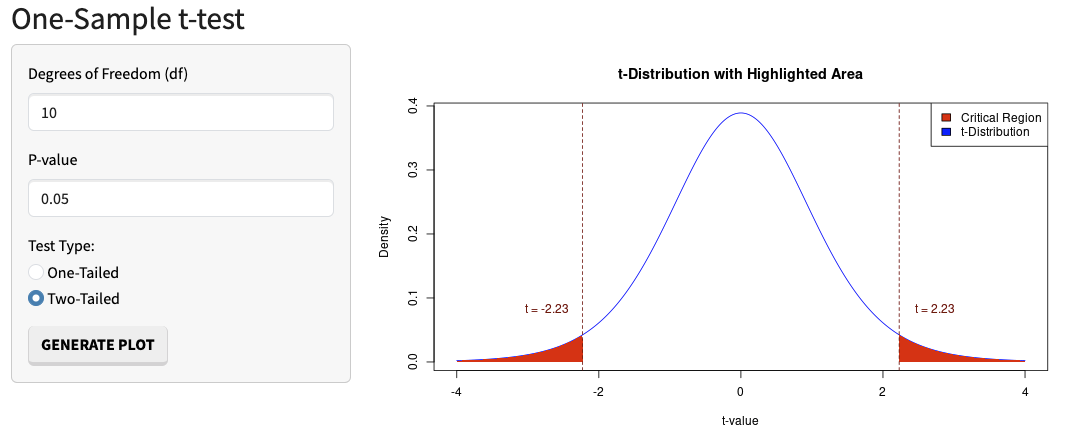 One-Sample t-test
Degrees of Freedom (df)
10
P-value
0.05
Test Type:
One-Tailed
Two-Tailed
GENERATE PLOT
t-Distribution with Highlighted Area
Critical Region
t-Distribution
Density
0.4
0.3
0.2
0.1
0.0
t = -2.23
t = 2.23
-4
-2
0
2
4
t-value